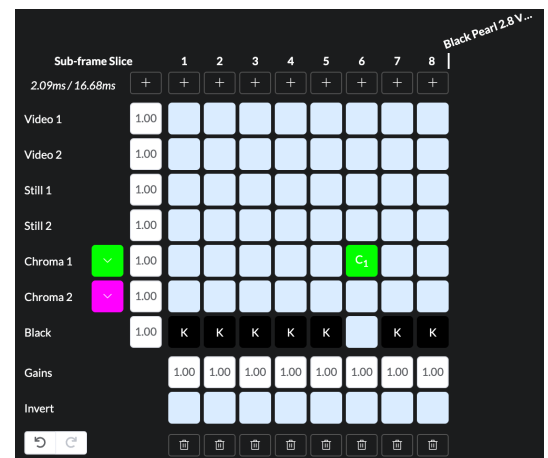 Black Pearl 2.8 V...
Sub-frame Slice 1 2 3 4 5 6 7 8
2.09ms / 16.68ms + + + + + + + + +
Video 1 1.00
Video 2 1.00
Still 1 1.00
Still 2 1.00
Chroma 1 1.00 C₁
Chroma 2 1.00
Black 1.00 K K K K K K K
Gains 1.00 1.00 1.00 1.00 1.00 1.00 1.00 1.00
Invert